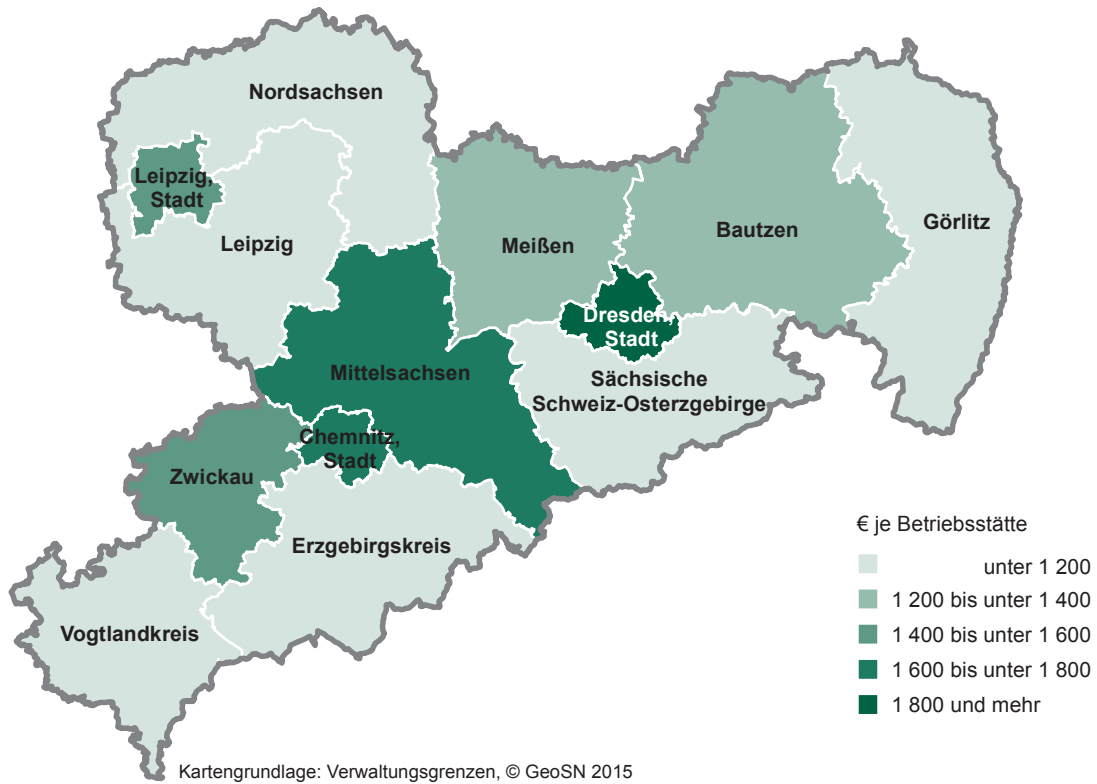 Nordsachsen
Leipzig,
Stadt
Leipzig
Meißen
Bautzen
Görlitz
Dresden,
Stadt
Mittelsachsen
Sächsische
Schweiz-Osterzgebirge
Chemnitz,
Stadt
Zwickau
Erzgebirgskreis
Vogtlandkreis
€ je Betriebsstätte
unter 1 200
1 200 bis unter 1 400
1 400 bis unter 1 600
1 600 bis unter 1 800
1 800 und mehr
Kartengrundlage: Verwaltungsgrenzen, © GeoSN 2015